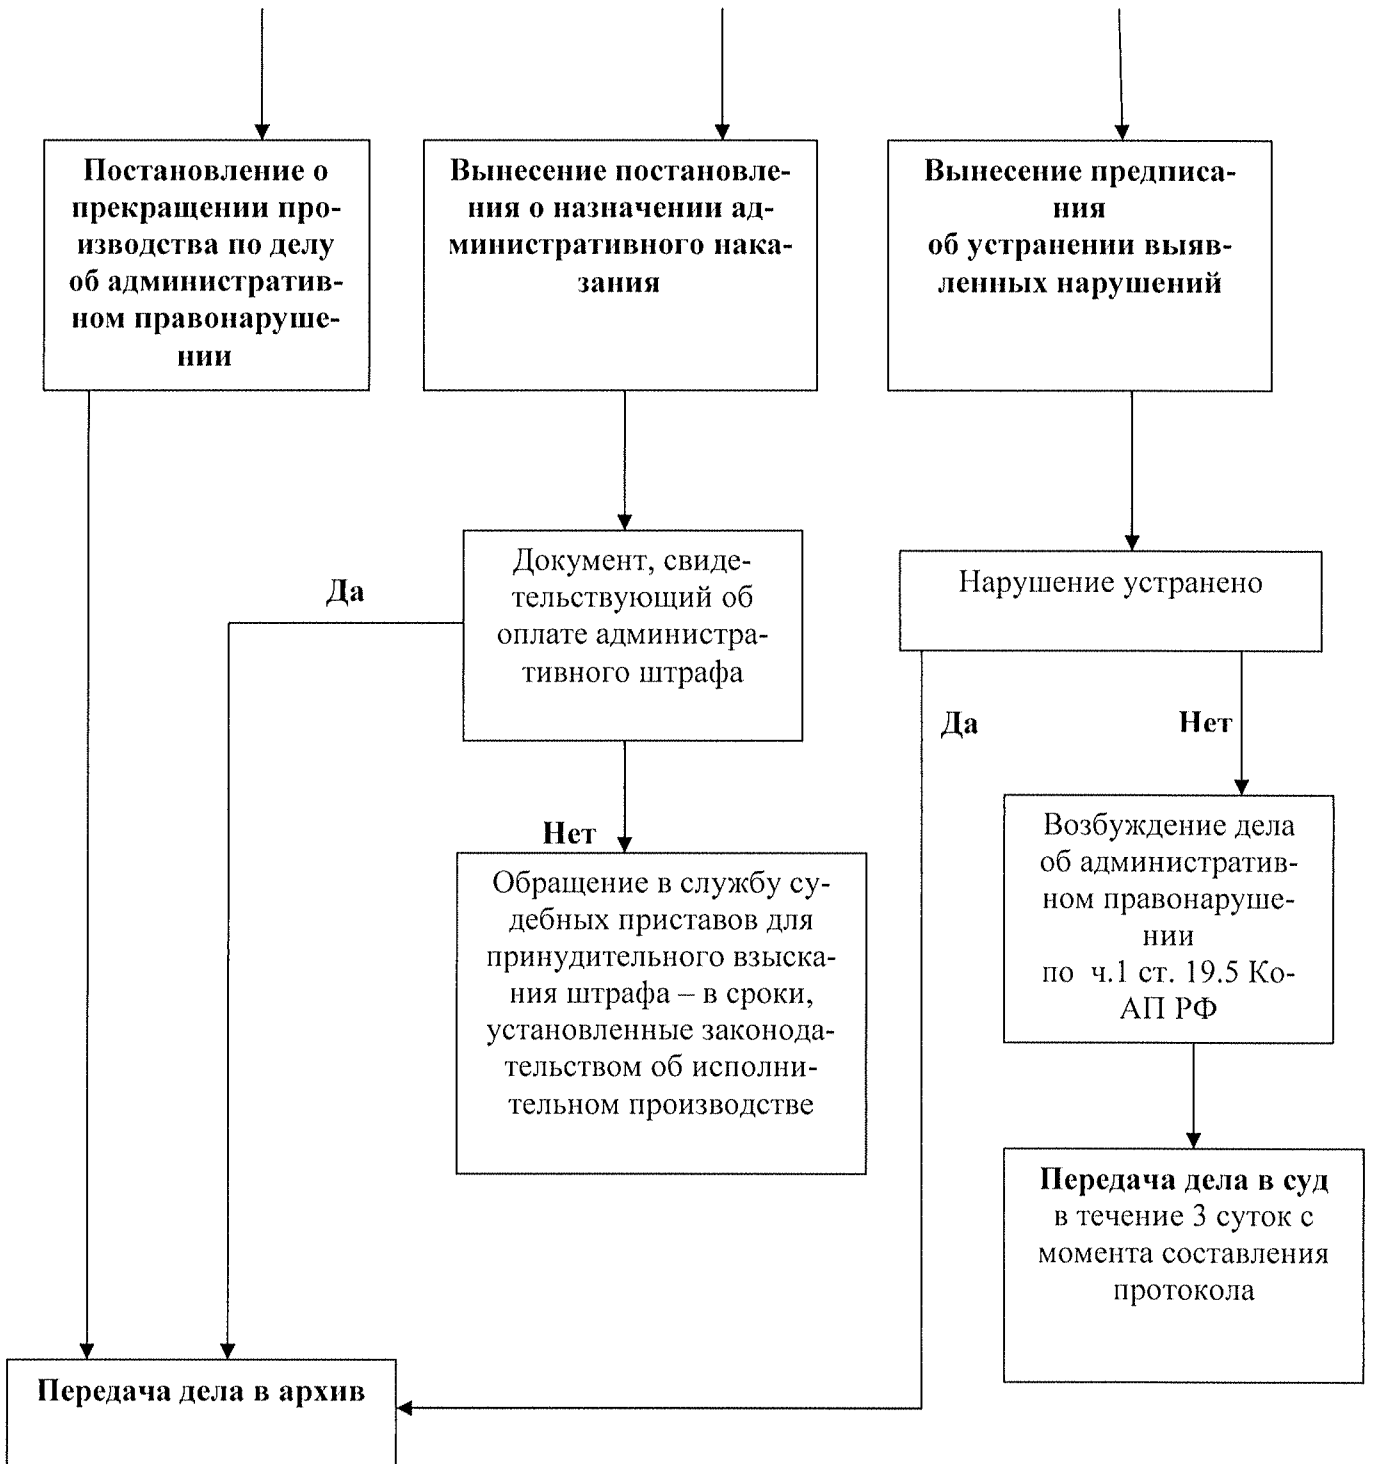 Постановление о
прекращении про-
изводства по делу
об административ-
ном правонаруше-
нии
Вынесение постановле-
ния о назначении ад-
министративного нака-
зания
Вынесение предписа-
ния
об устранении выяв-
ленных нарушений
Да
Документ, свиде-
тельствующий об
оплате администра-
тивного штрафа
Нарушение устранено
Да
Нет
Нет
Обращение в службу су-
дебных приставов для
принудительного взыска-
ния штрафа – в сроки,
установленные законода-
тельством об исполни-
тельном производстве
Возбуждение дела
об административ-
ном правонаруше-
нии
по ч.1 ст. 19.5 Ко-
АП РФ
Передача дела в суд
в течение 3 суток с
момента составления
протокола
Передача дела в архив